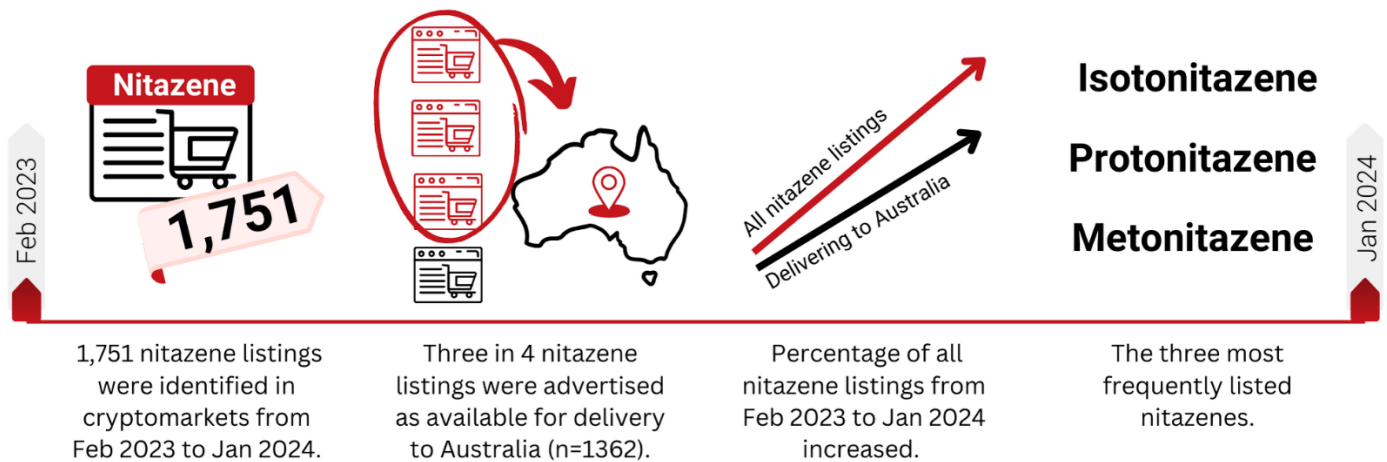 Feb 2023
Nitazene
1,751
All nitazene listings
Delivering to Australia
Isotonitazene
Protonitazene
Metonitazene
Jan 2024
1,751 nitazene listings
were identified in
cryptomarkets from
Feb 2023 to Jan 2024.
Three in 4 nitazene
listings were advertised
as available for delivery
to Australia (n=1362).
Percentage of all
nitazene listings from
Feb 2023 to Jan 2024
increased.
The three most
frequently listed
nitazenes.